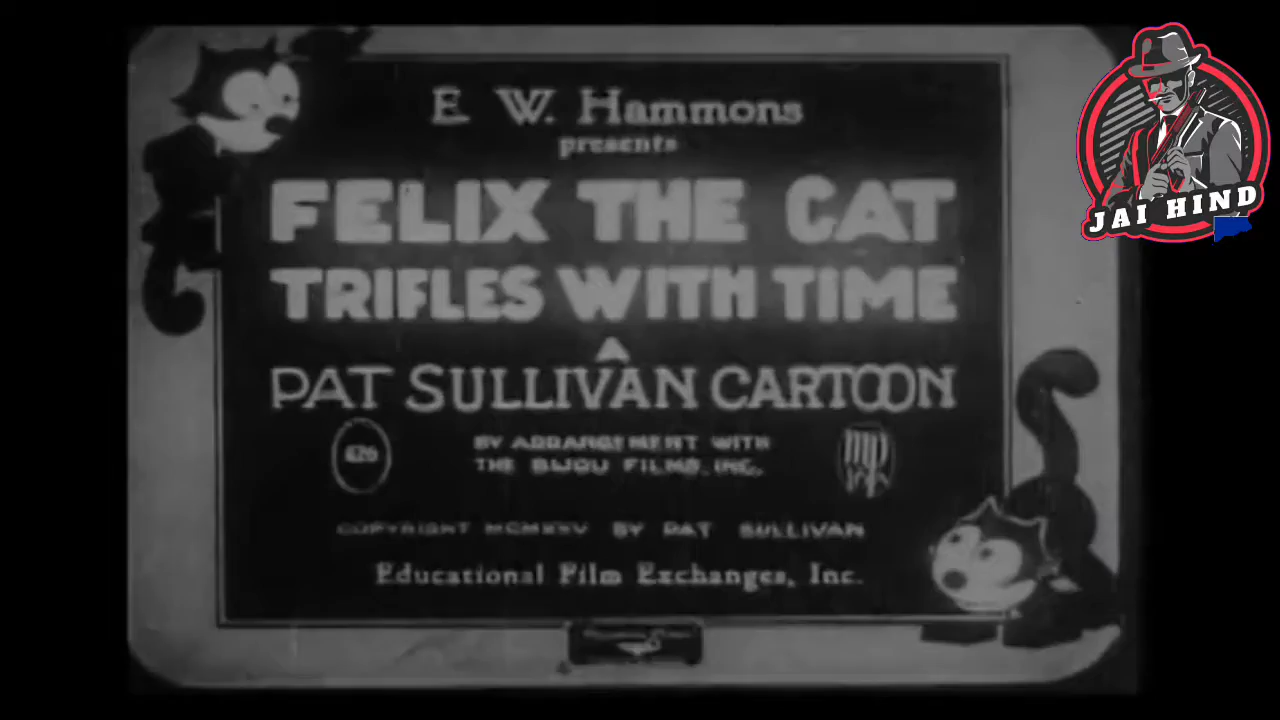 E. W. Hammons
presents
FELIX THE CAT
TRIFLES WITH TIME
A
PAT SULLIVAN CARTOON
BY ARRANGEMENT WITH
THE BIJOU FILMS, INC.
COPYRIGHT MCMXXV BY PAT SULLIVAN
Educational Film Exchanges, Inc.
JAI HIND